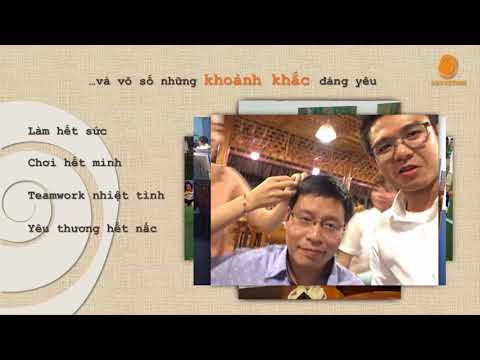 …và vô số những khoảnh khắc đáng yêu
Làm hết sức
Chơi hết mình
Teamwork nhiệt tình
Yêu thương hết nấc